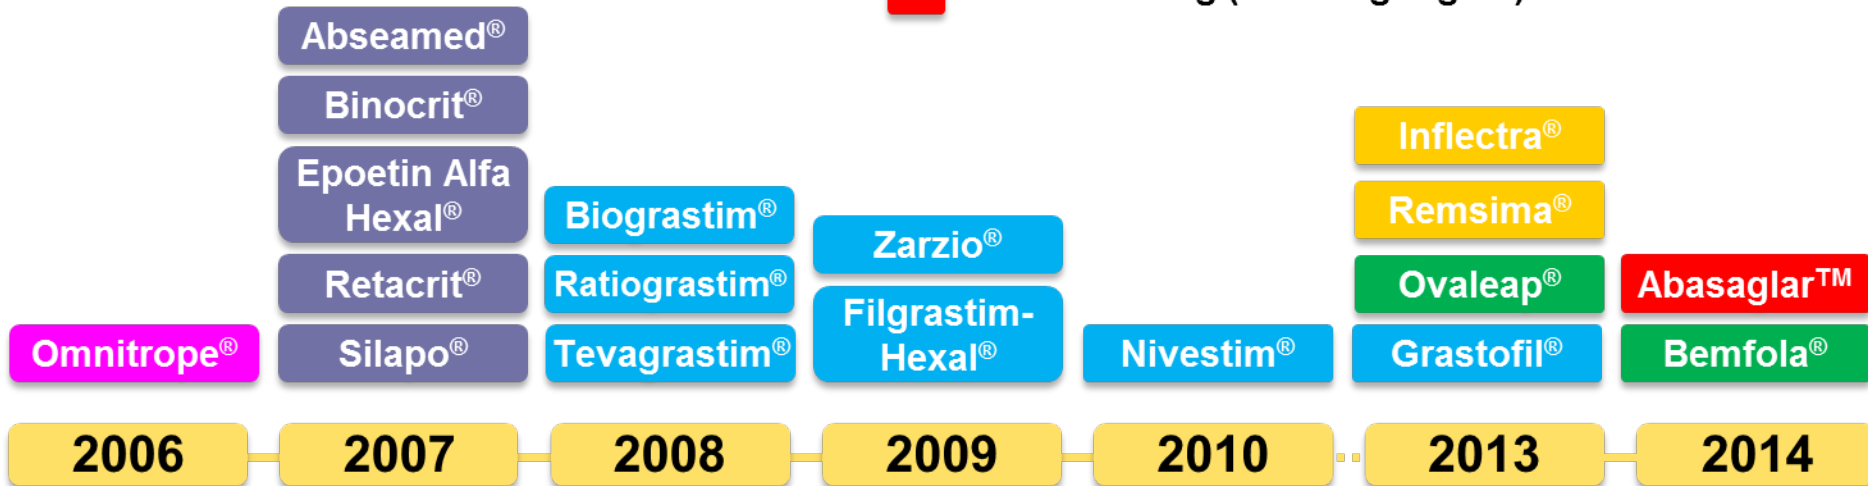 Abseamed®
Binocrit®
Epoetin Alfa
Hexal®
Retacrit®
Silapo®
Omnitrope®
Biograstim®
Ratiograstim®
Tevagrastim®
Zarzio®
Filgrastim-
Hexal®
Nivestim®
Inflectra®
Remsima®
Ovaleap®
Grastofil®
Abasaglar™
Bemfola®
2006
2007
2008
2009
2010
2013
2014